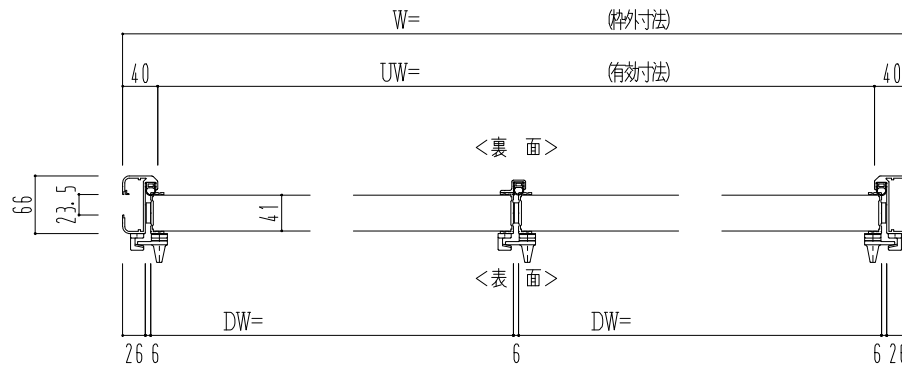 W= (枠外寸法)
40 UW= (有効寸法) 40
<裏 面>
66 23.5 41
<表 面>
DW= DW=
26 6 6 6 26